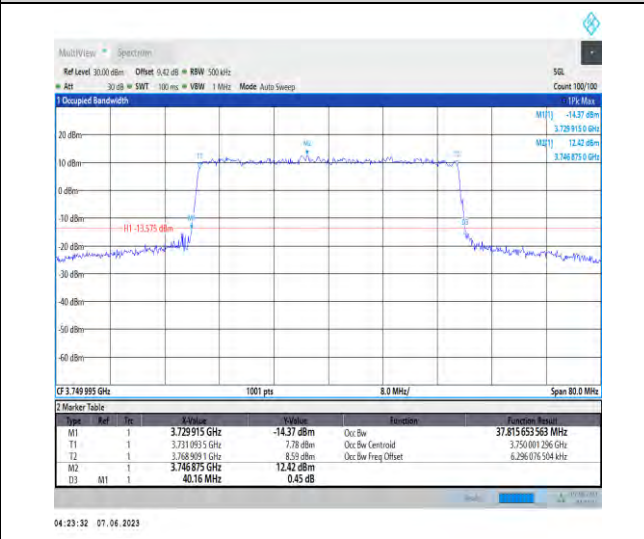 MultiView Spectrum
Ref Level 30.00 dBm Offset 9.42 dB RBW 500 kHz SGL
Att 30 dB SWT 100 ms VBW 1 MHz Mode Auto Sweep Count 100/100
1 Occupied Bandwidth 1Pk Max
M1[1] -14.37 dBm
3.729 915 0 GHz
M2[1] 12.42 dBm
3.746 875 0 GHz
20 dBm
M2
T1
T2
10 dBm
0 dBm
-10 dBm
M1
D3
H1 -13.575 dBm
-20 dBm
-30 dBm
-40 dBm
-50 dBm
-60 dBm
CF 3.749 995 GHz 1001 pts 8.0 MHz/ Span 80.0 MHz
2 Marker Table
Type Ref Trc X-Value Y-Value Function Function Result
M1 1 3.729 915 GHz -14.37 dBm Occ Bw 37.815 653 563 MHz
T1 1 3.731 093 5 GHz 7.78 dBm Occ Bw Centroid 3.750 001 296 GHz
T2 1 3.768 909 1 GHz 8.59 dBm Occ Bw Freq Offset 6.296 076 504 kHz
M2 1 3.746 875 GHz 12.42 dBm
D3 M1 1 40.16 MHz 0.45 dB
04:23:32 07.06.2023